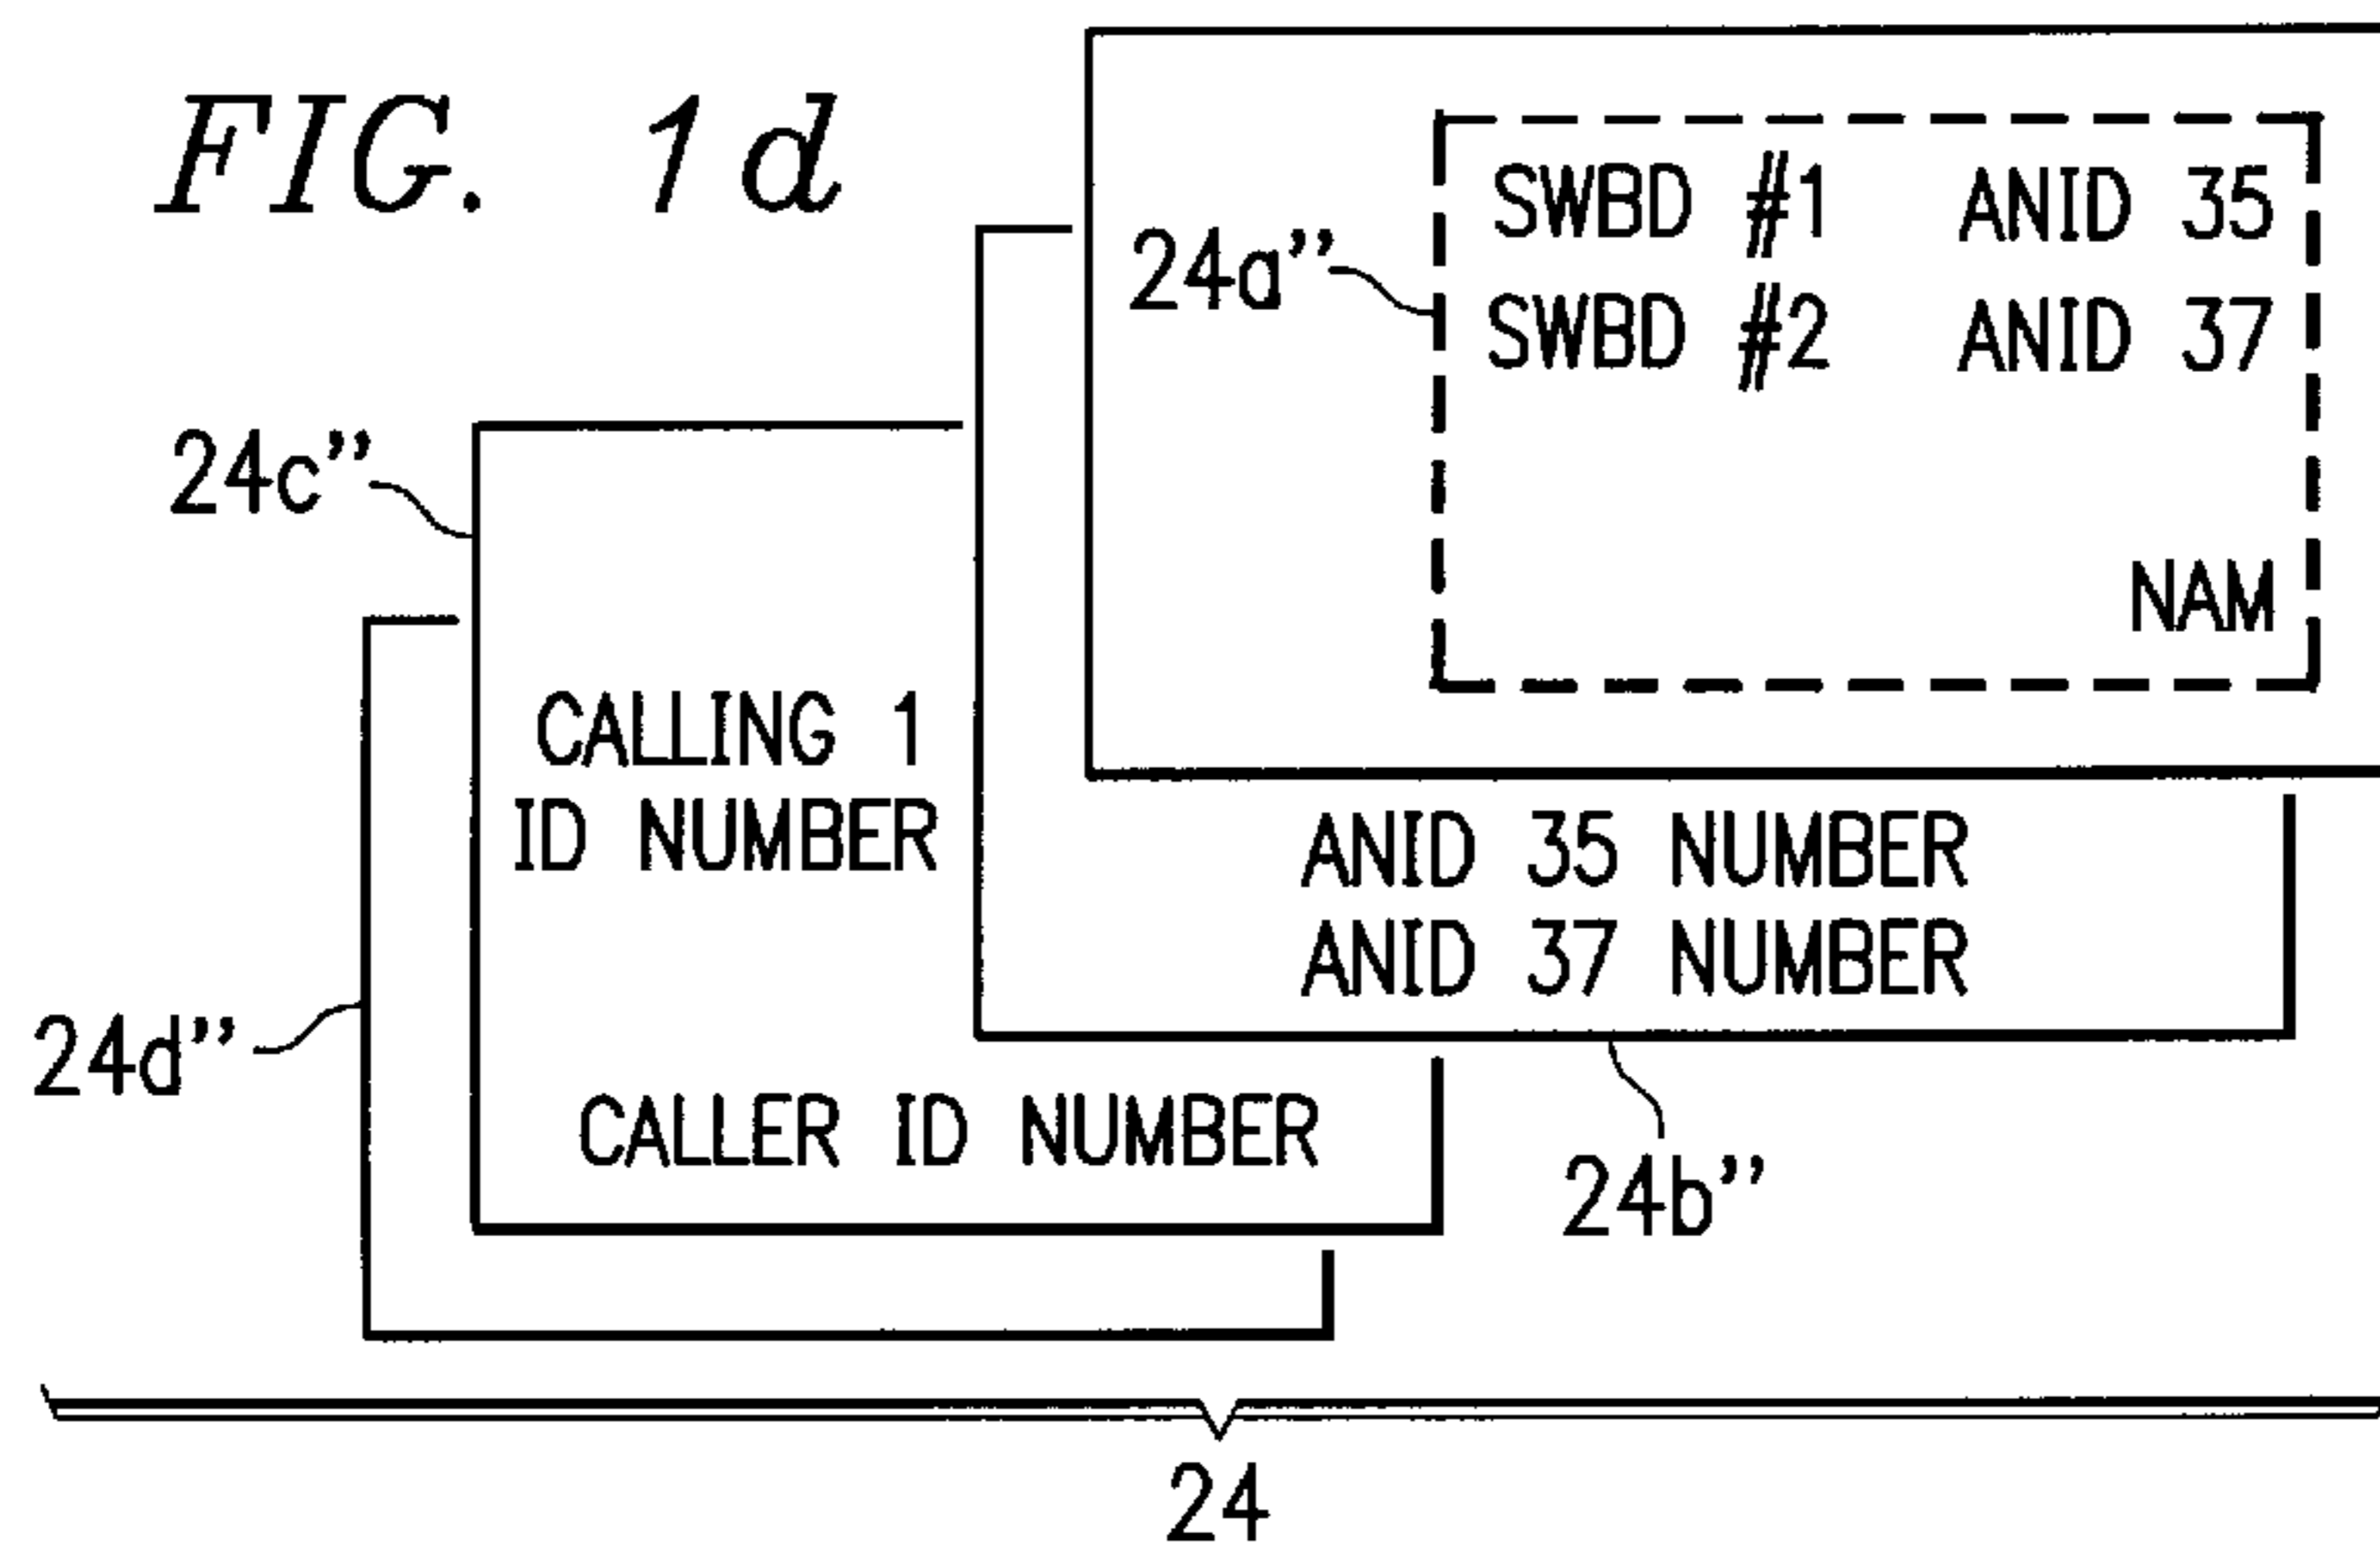 FIG. 1d
24a”
SWBD #1 ANID 35
SWBD #2 ANID 37
NAM
24c”
CALLING 1
ID NUMBER
ANID 35 NUMBER
ANID 37 NUMBER
24d”
CALLER ID NUMBER
24b”
24